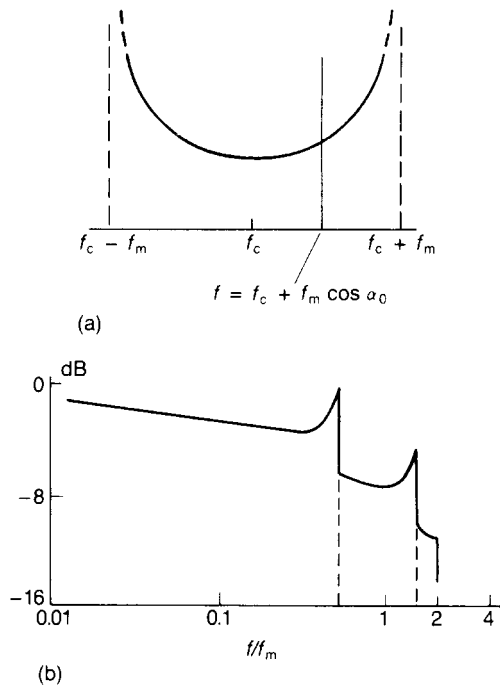 f_c − f_m
f_c
f_c + f_m
f = f_c + f_m cos α_0
(a)
dB
0
−8
−16
0.01
0.1
1
2
4
f/f_m
(b)